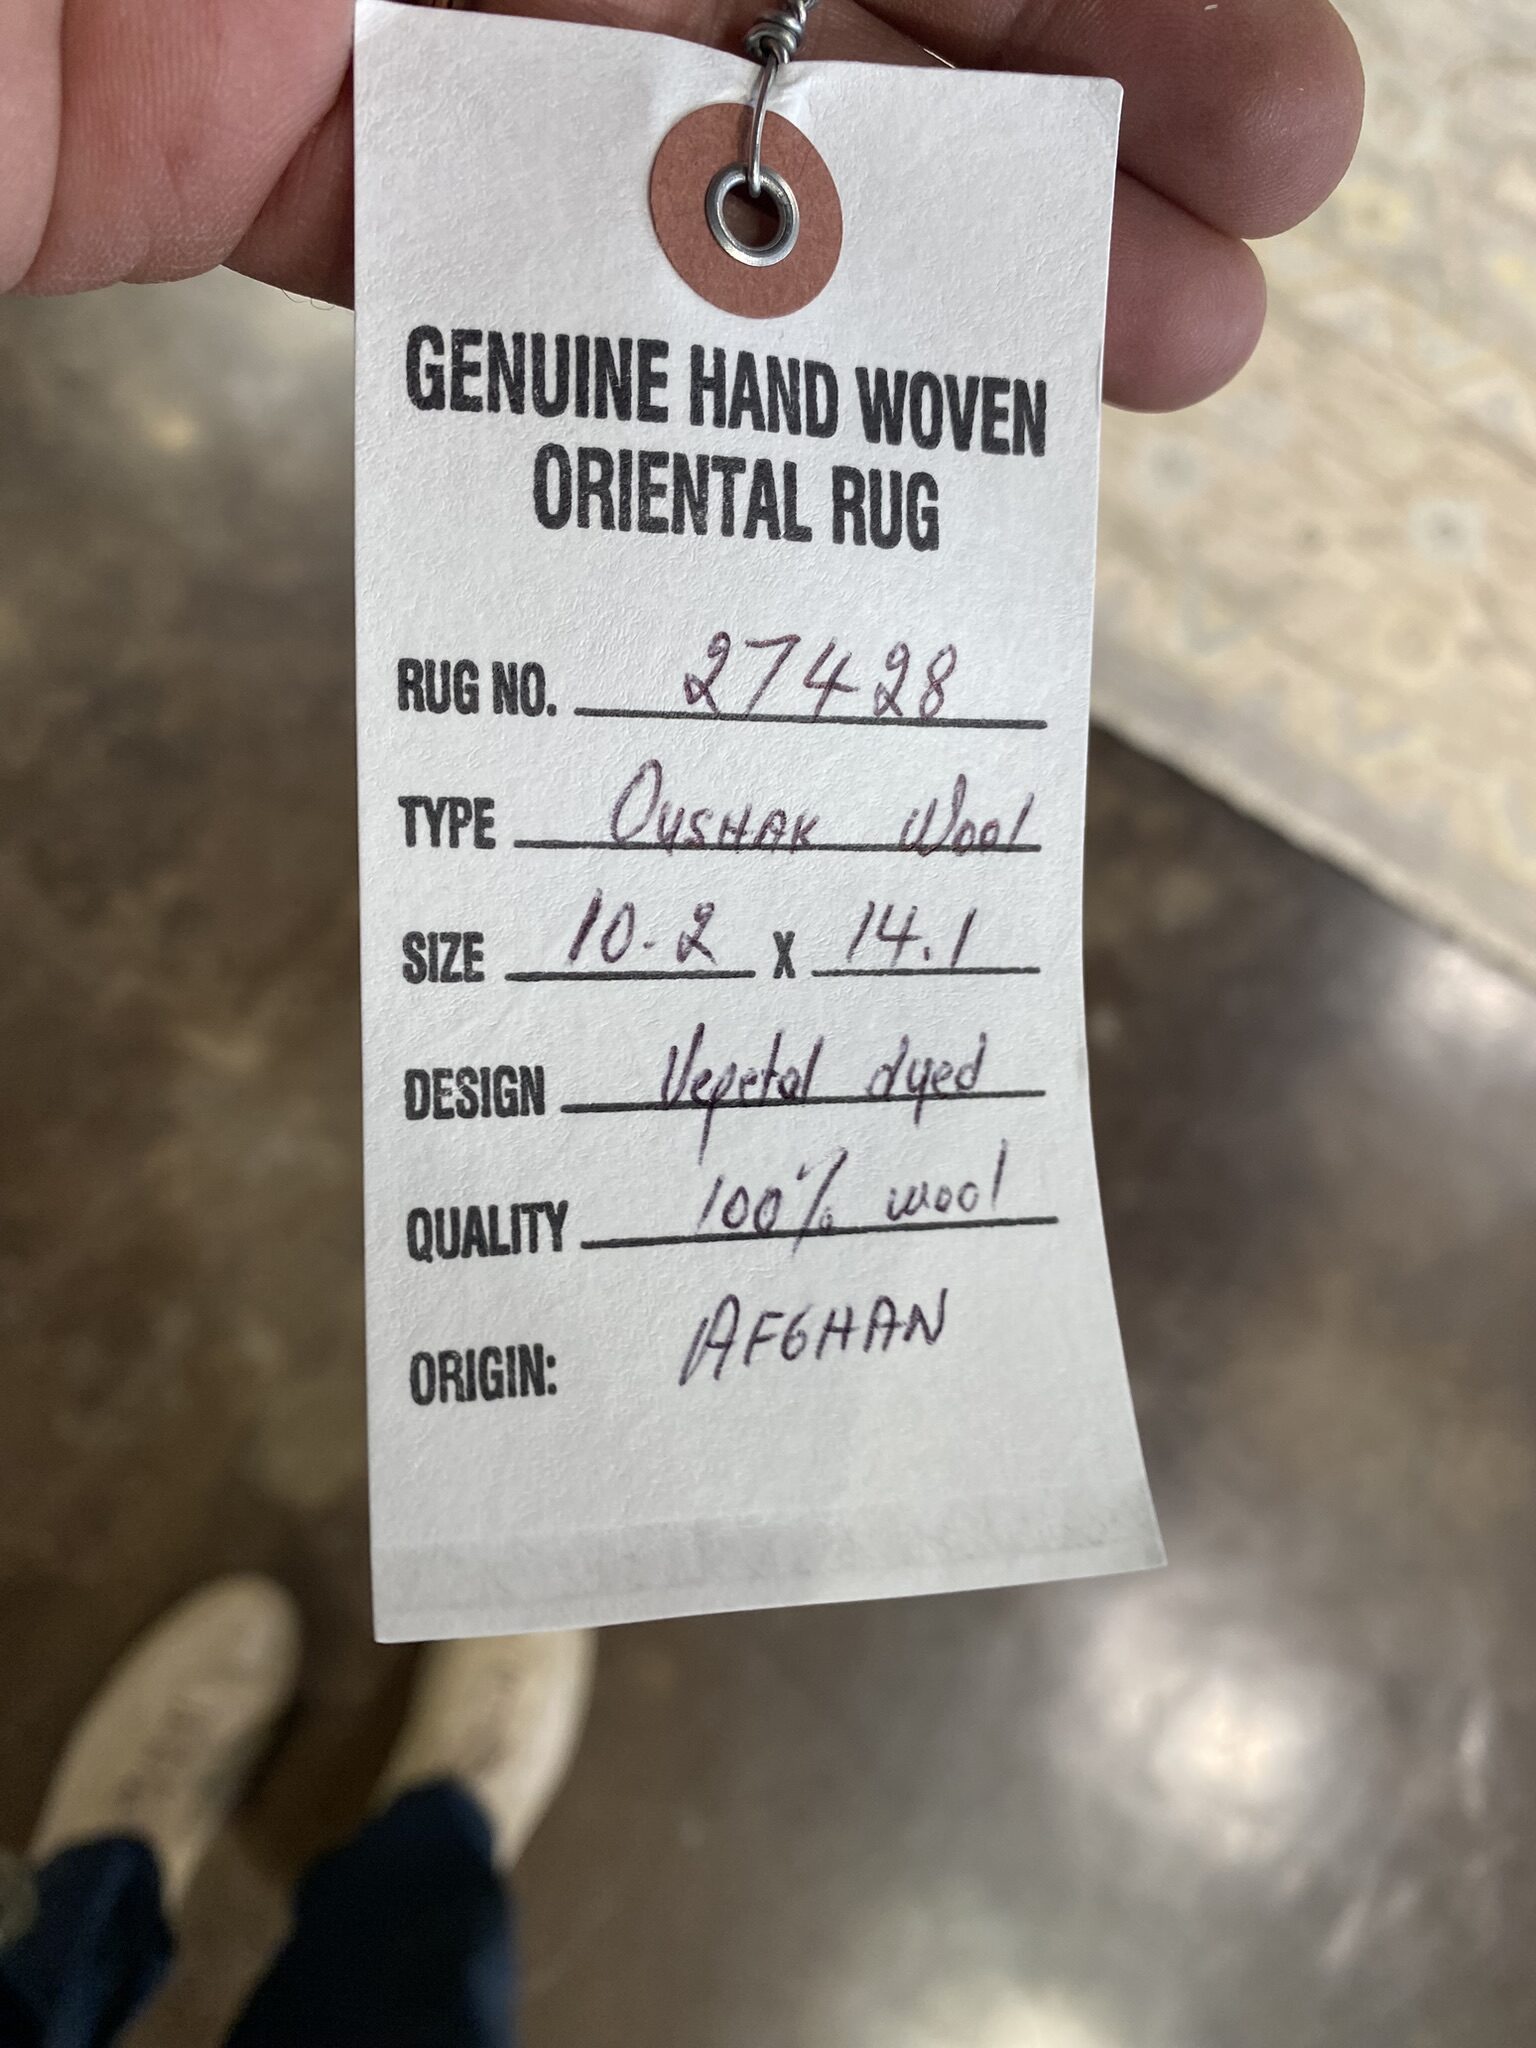 GENUINE HAND WOVEN
ORIENTAL RUG
RUG NO. 27428
TYPE OUSHAK Wool
SIZE 10.2 X 14.1
DESIGN Vegetal dyed
QUALITY 100% wool
ORIGIN: AFGHAN